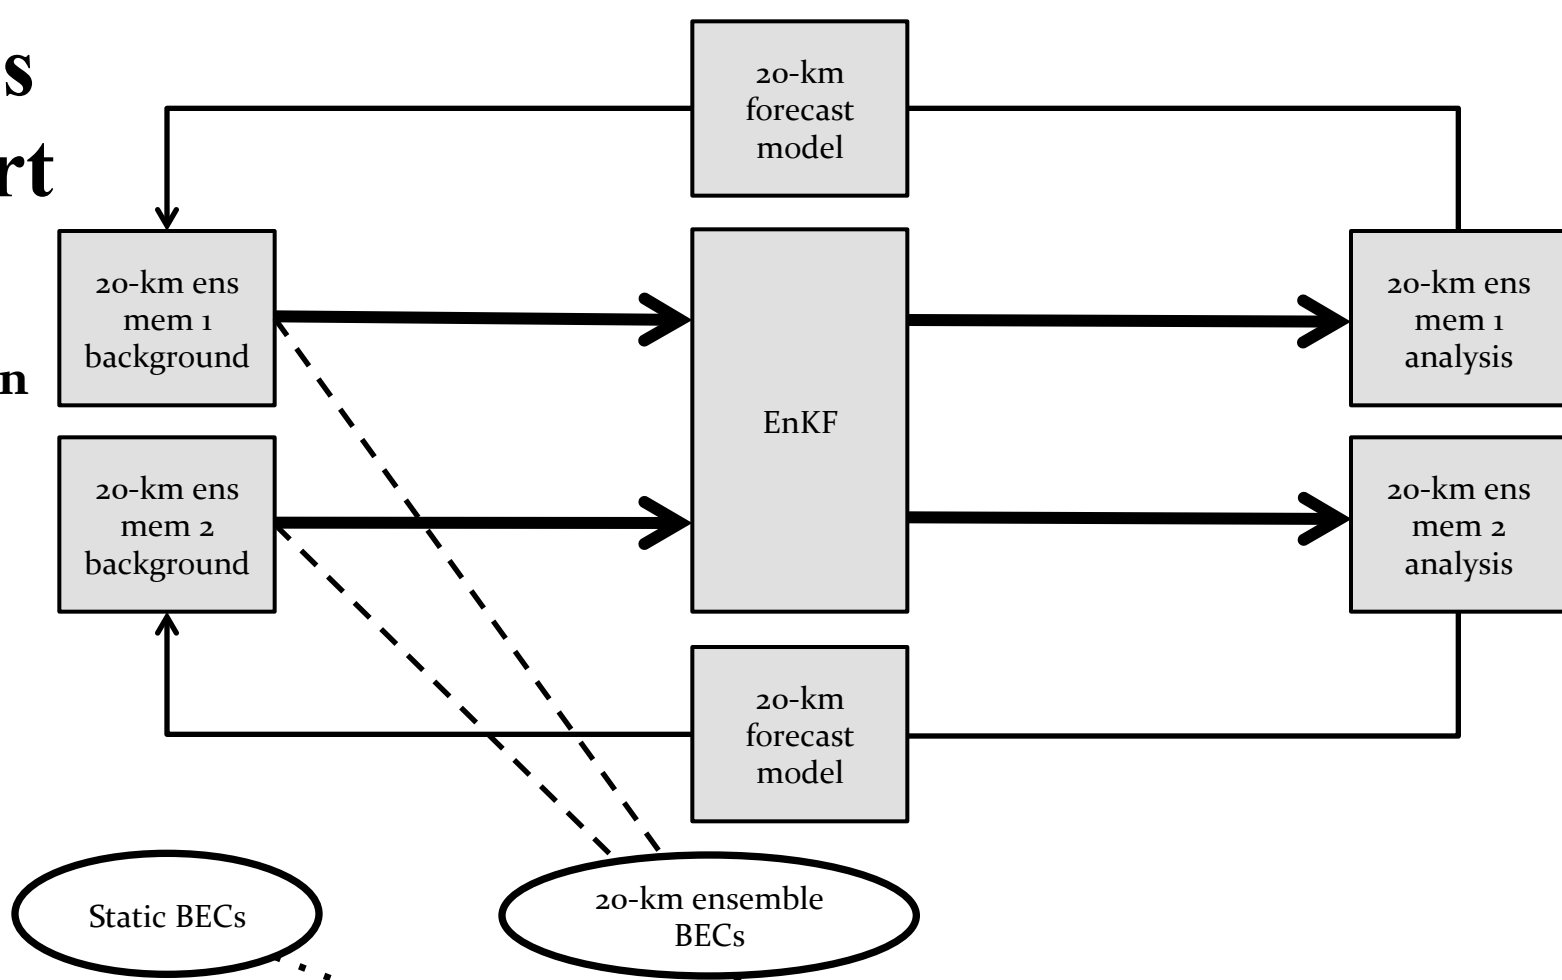 s
rt
n
20-km
forecast
model
20-km ens
mem 1
background
20-km ens
mem 1
analysis
EnKF
20-km ens
mem 2
background
20-km ens
mem 2
analysis
20-km
forecast
model
Static BECs
20-km ensemble
BECs